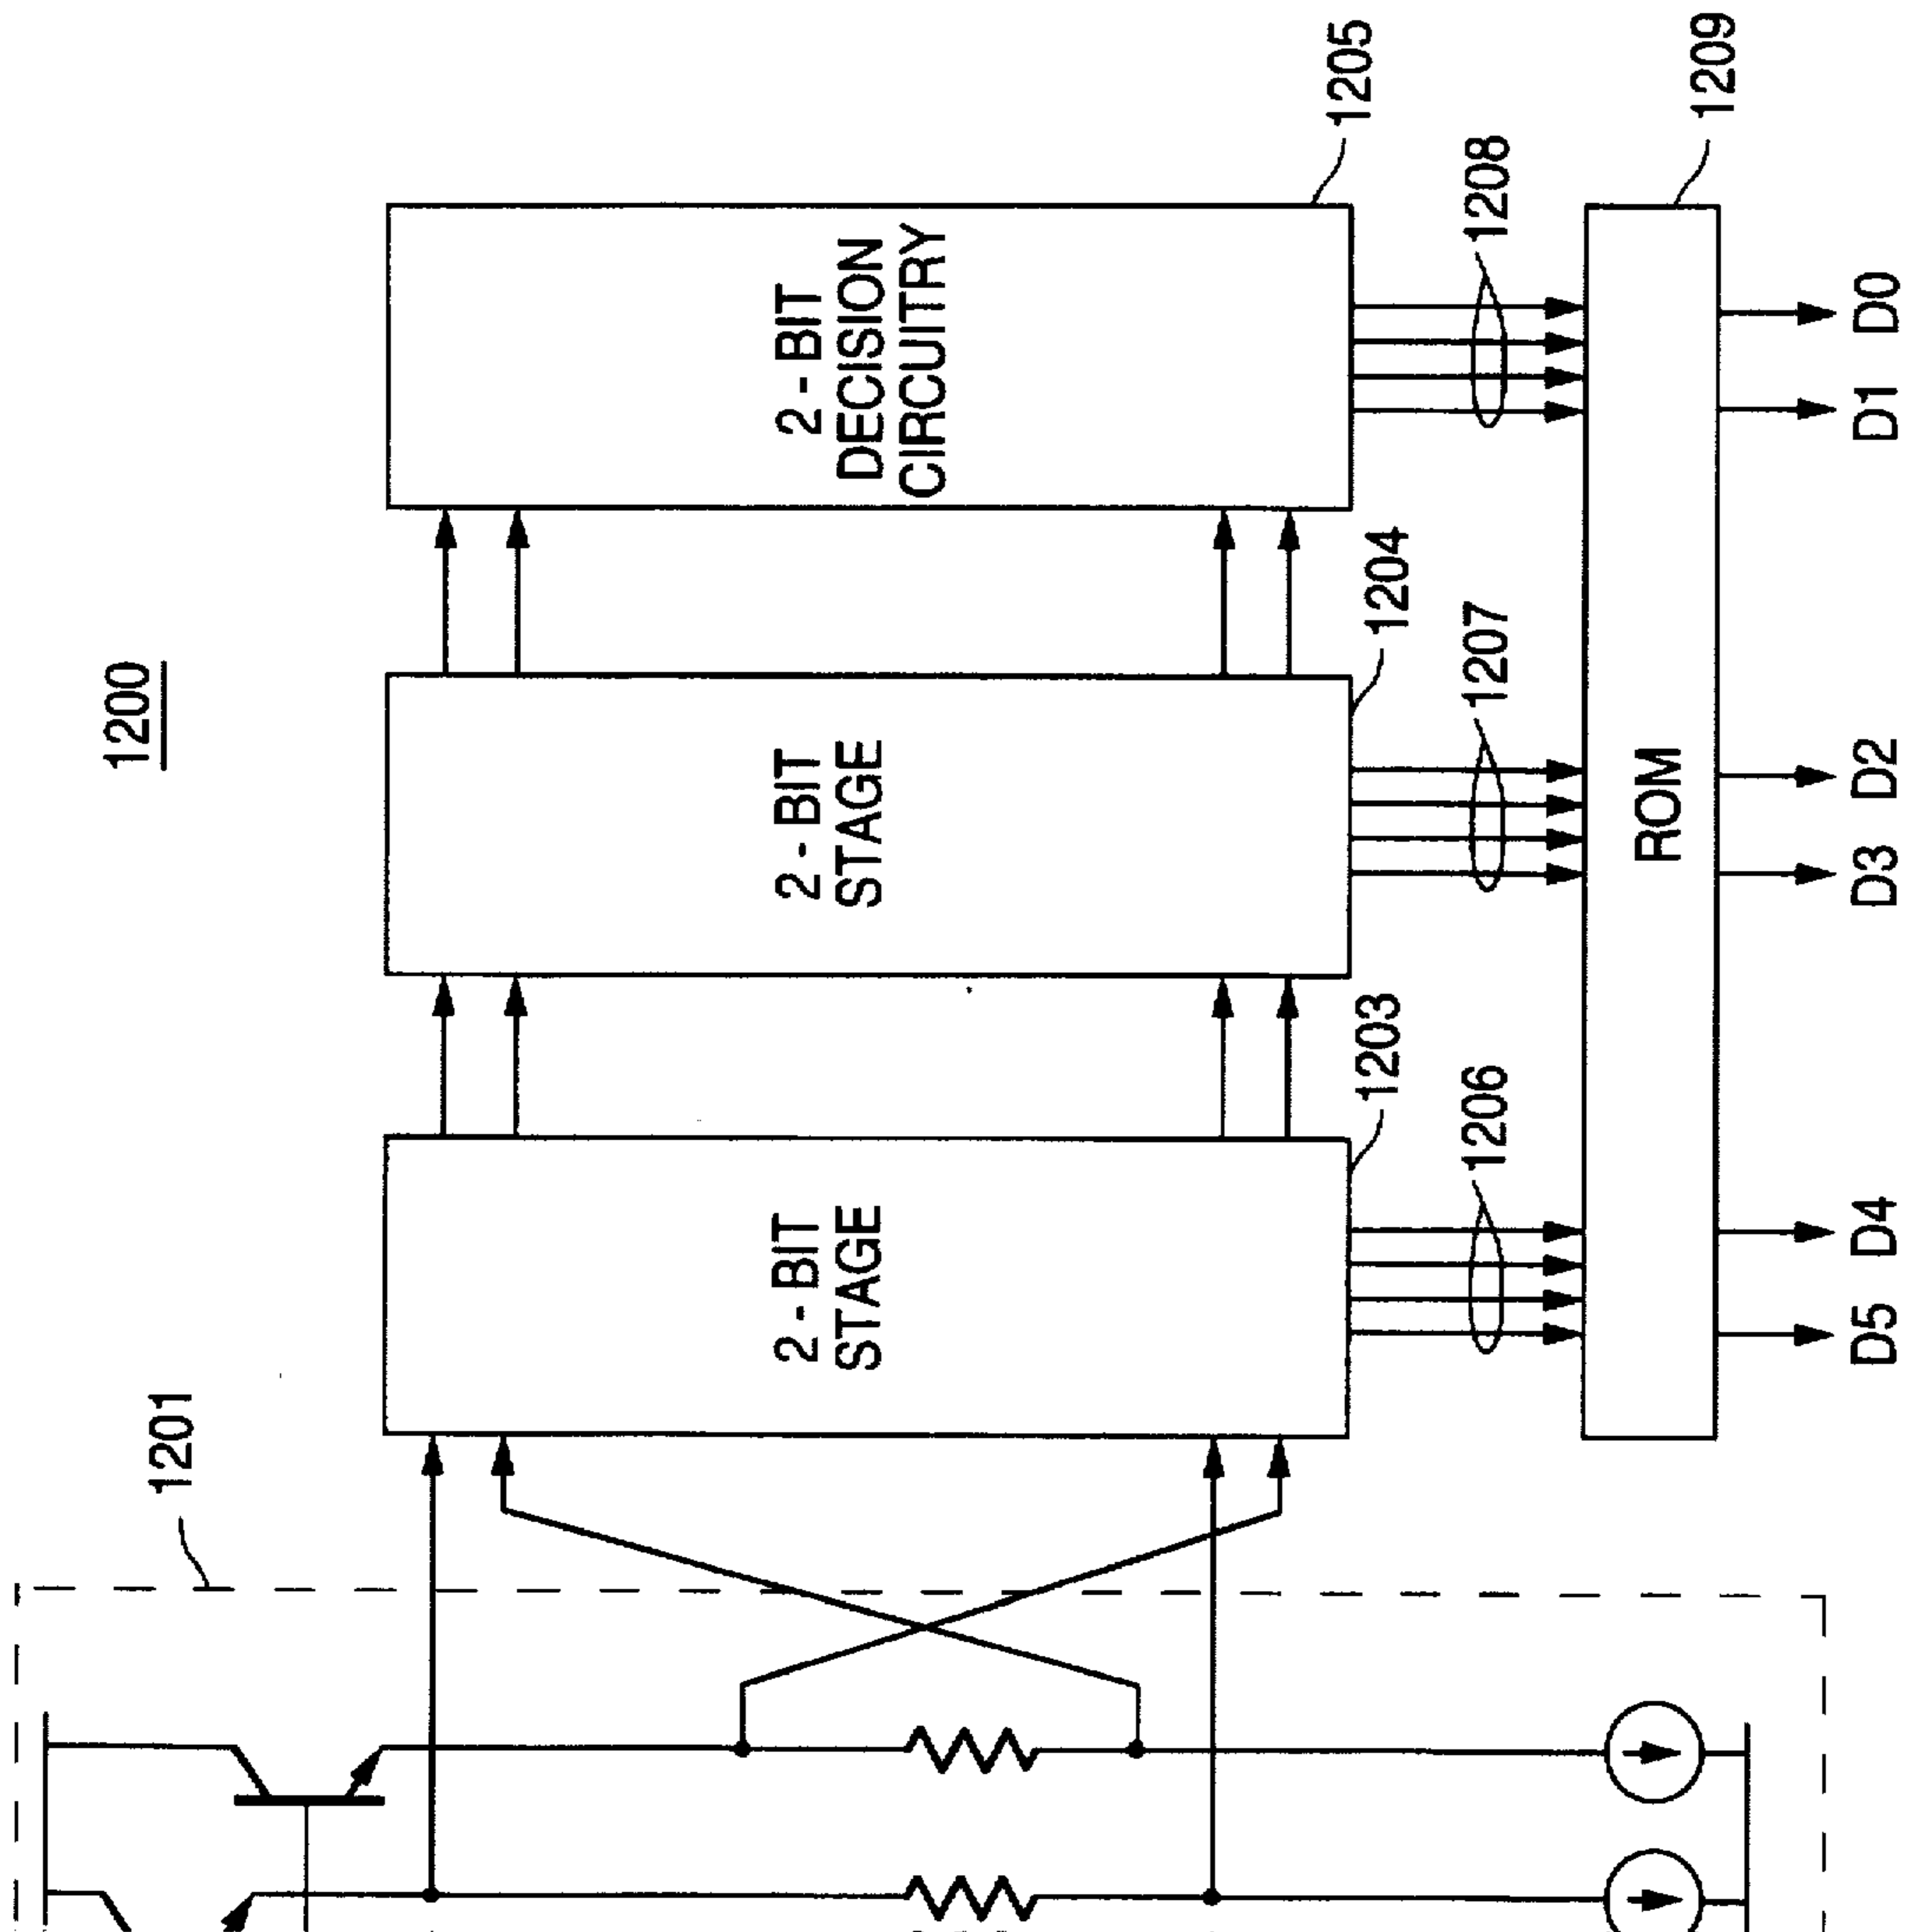 1200
1201
2-BIT
STAGE
2-BIT
STAGE
2-BIT
DECISION
CIRCUITRY
1203
1204
1205
1206
1207
1208
ROM
1209
D5
D4
D3
D2
D1
D0